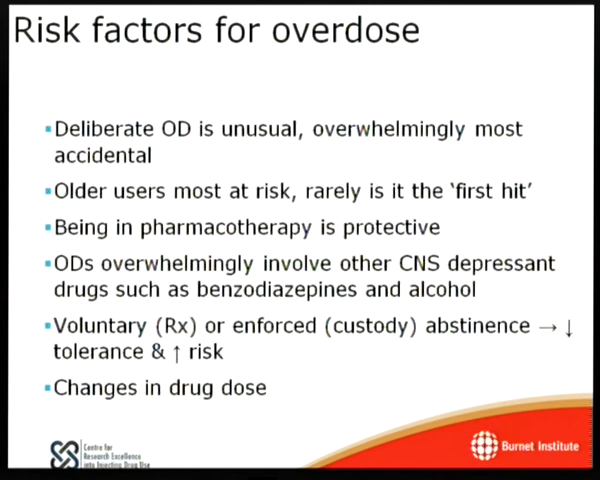 Risk factors for overdose
▪Deliberate OD is unusual, overwhelmingly most
accidental
▪Older users most at risk, rarely is it the ‘first hit’
▪Being in pharmacotherapy is protective
▪ODs overwhelmingly involve other CNS depressant
drugs such as benzodiazepines and alcohol
▪Voluntary (Rx) or enforced (custody) abstinence → ↓
tolerance & ↑ risk
▪Changes in drug dose
Centre for
Research Excellence
into Injecting Drug Use
Burnet Institute